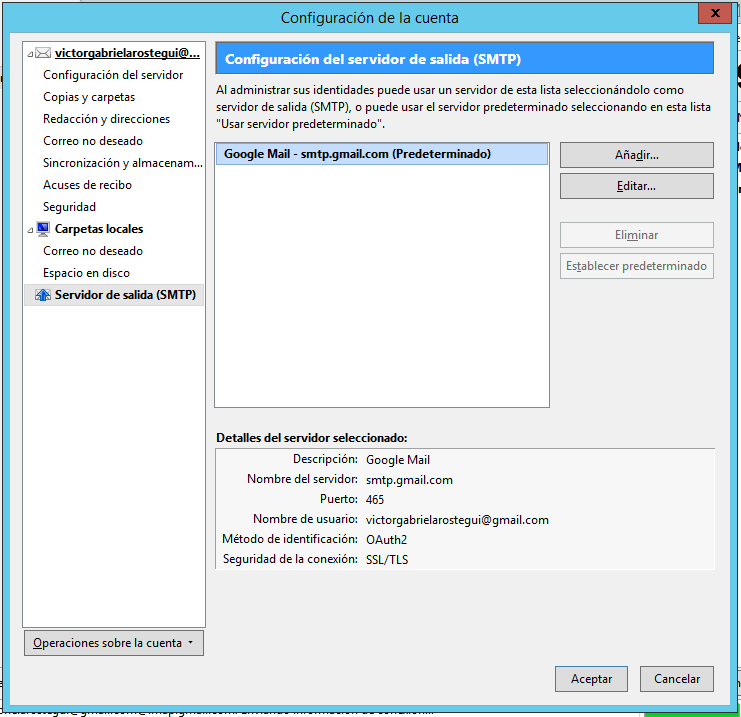 Configuración de la cuenta
x
victorgabrielarostegui@...
Configuración del servidor
Copias y carpetas
Redacción y direcciones
Correo no deseado
Sincronización y almacenam...
Acuses de recibo
Seguridad
Carpetas locales
Correo no deseado
Espacio en disco
Servidor de salida (SMTP)
Operaciones sobre la cuenta
Configuración del servidor de salida (SMTP)
Al administrar sus identidades puede usar un servidor de esta lista seleccionándolo como
servidor de salida (SMTP), o puede usar el servidor predeterminado seleccionando en esta lista
"Usar servidor predeterminado".
Google Mail - smtp.gmail.com (Predeterminado)
Añadir...
Editar...
Eliminar
Establecer predeterminado
Detalles del servidor seleccionado:
Descripción: Google Mail
Nombre del servidor: smtp.gmail.com
Puerto: 465
Nombre de usuario: victorgabrielarostegui@gmail.com
Método de identificación: OAuth2
Seguridad de la conexión: SSL/TLS
Aceptar
Cancelar